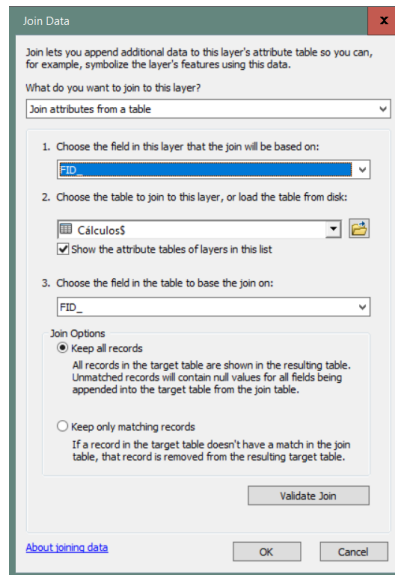 Join Data
x
Join lets you append additional data to this layer's attribute table so you can,
for example, symbolize the layer's features using this data.
What do you want to join to this layer?
Join attributes from a table
1. Choose the field in this layer that the join will be based on:
FID_
2. Choose the table to join to this layer, or load the table from disk:
Cálculos$
Show the attribute tables of layers in this list
3. Choose the field in the table to base the join on:
FID_
Join Options
Keep all records
All records in the target table are shown in the resulting table.
Unmatched records will contain null values for all fields being
appended into the target table from the join table.
Keep only matching records
If a record in the target table doesn't have a match in the join
table, that record is removed from the resulting target table.
Validate Join
About joining data
OK
Cancel